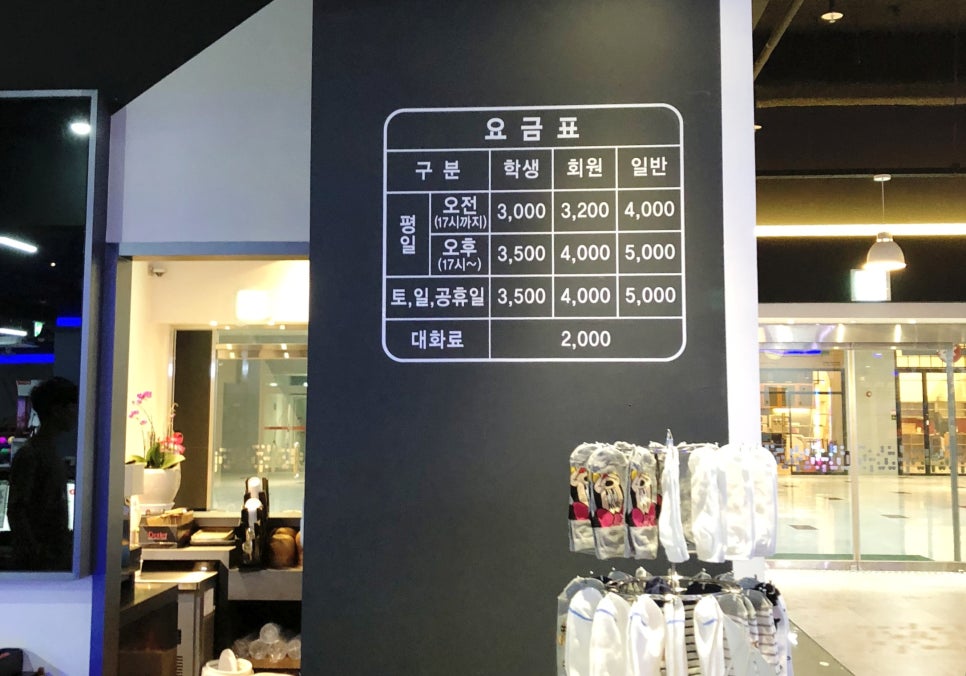 요 금 표
구 분 학생 회원 일반
평일 오전 (17시까지) 3,000 3,200 4,000
오후 (17시~) 3,500 4,000 5,000
토,일,공휴일 3,500 4,000 5,000
대화료 2,000